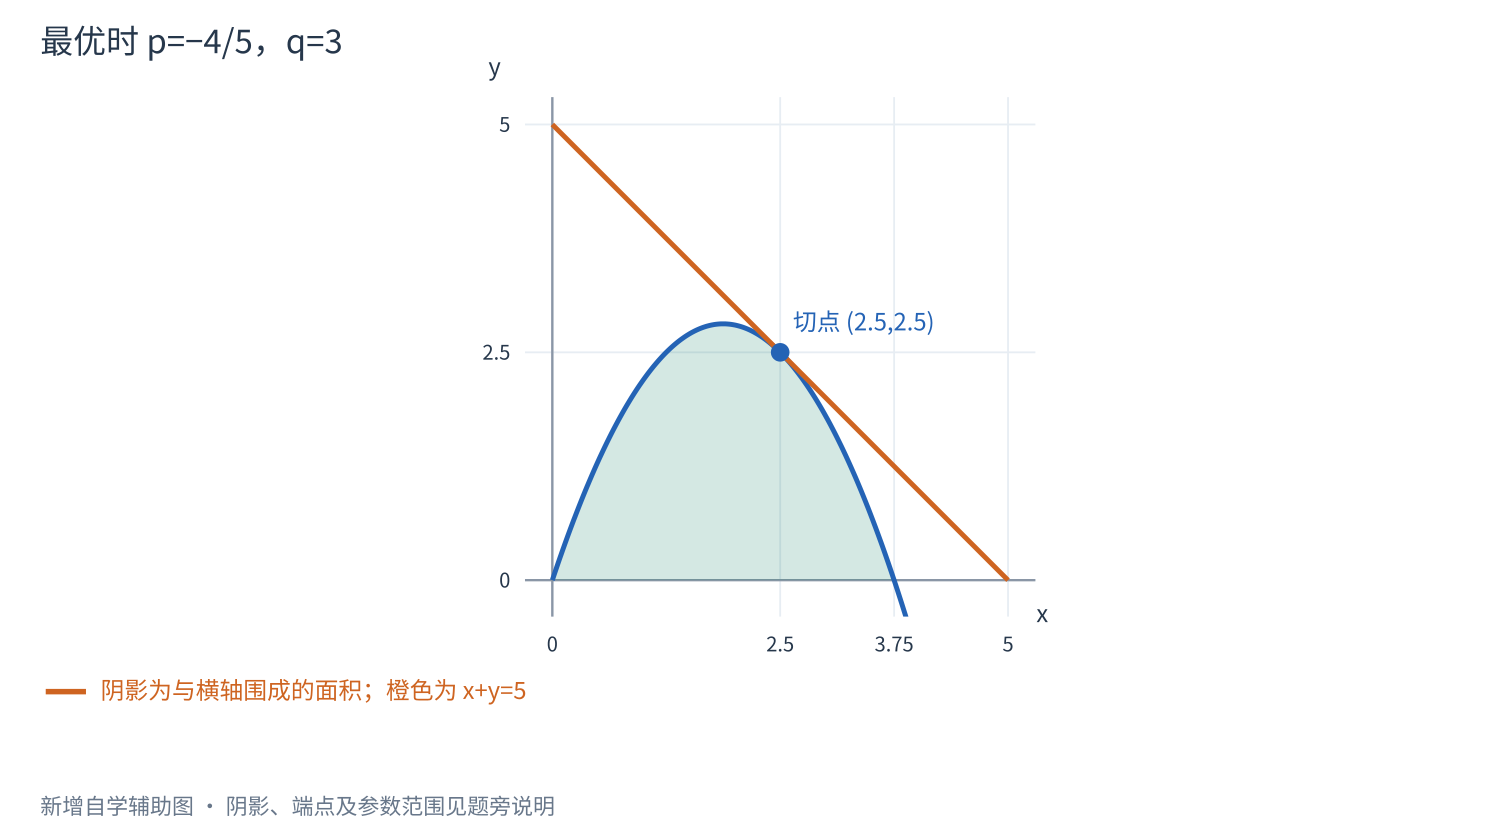 最优时 p=−4/5，q=3
y
5
切点 (2.5,2.5)
2.5
0
x
0 2.5 3.75 5
阴影为与横轴围成的面积；橙色为 x+y=5
新增自学辅助图 · 阴影、端点及参数范围见题旁说明